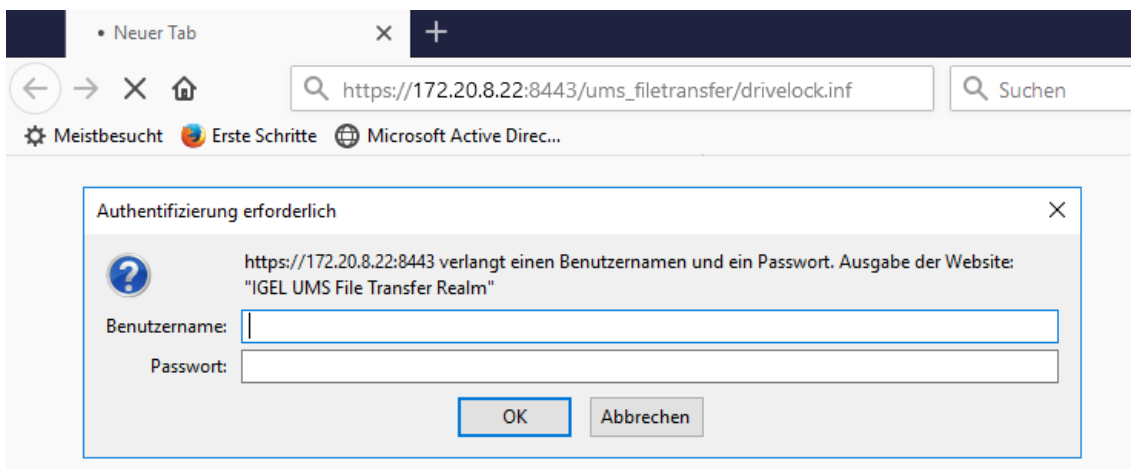 • Neuer Tab
https://172.20.8.22:8443/ums_filetransfer/drivelock.inf
Suchen
Meistbesucht Erste Schritte Microsoft Active Direc...
Authentifizierung erforderlich
https://172.20.8.22:8443 verlangt einen Benutzernamen und ein Passwort. Ausgabe der Website:
"IGEL UMS File Transfer Realm"
Benutzername:
Passwort:
OK Abbrechen